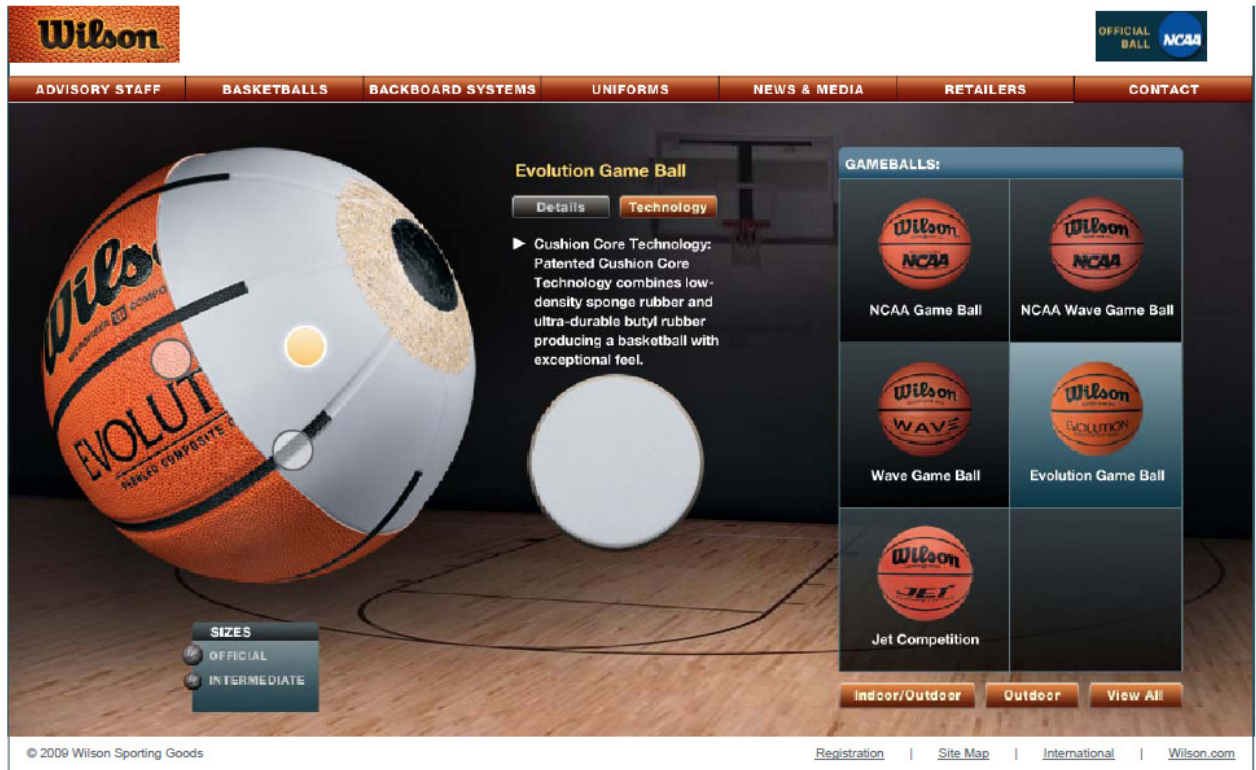 Wilson
OFFICIAL
BALL
NCAA
ADVISORY STAFF
BASKETBALLS
BACKBOARD SYSTEMS
UNIFORMS
NEWS & MEDIA
RETAILERS
CONTACT
Wilso
MICROFIBER COMPO
EVOLUT
COMPOSITE C
Evolution Game Ball
Details
Technology
Cushion Core Technology:
Patented Cushion Core
Technology combines low-
density sponge rubber and
ultra-durable butyl rubber
producing a basketball with
exceptional feel.
GAMEBALLS:
Wilson
NCAA
NCAA Game Ball
Wilson
NCAA
NCAA Wave Game Ball
Wilson
WAVE
Wave Game Ball
Wilson
EVOLUTION
Evolution Game Ball
Wilson
JET
Jet Competition
SIZES
OFFICIAL
INTERMEDIATE
Indoor/Outdoor
Outdoor
View All
© 2009 Wilson Sporting Goods
Registration | Site Map | International | Wilson.com